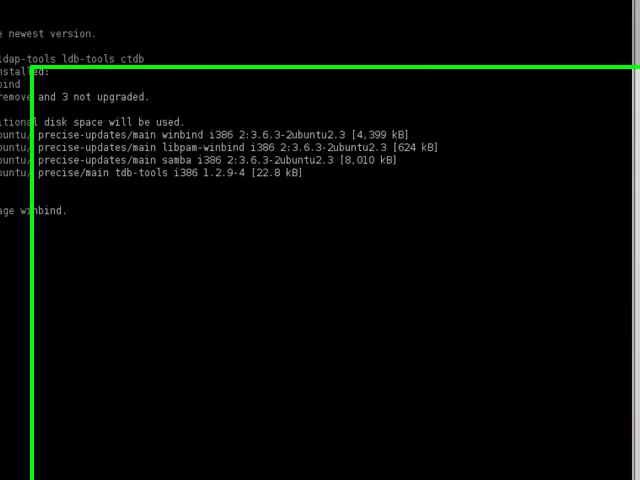 e newest version.
ldap-tools ldb-tools ctdb
nstalled:
bind
remove and 3 not upgraded.
itional disk space will be used.
buntu/ precise-updates/main winbind i386 2:3.6.3-2ubuntu2.3 [4,399 kB]
buntu/ precise-updates/main libpam-winbind i386 2:3.6.3-2ubuntu2.3 [624 kB]
buntu/ precise-updates/main samba i386 2:3.6.3-2ubuntu2.3 [8,010 kB]
buntu/ precise/main tdb-tools i386 1.2.9-4 [22.8 kB]
age winbind.